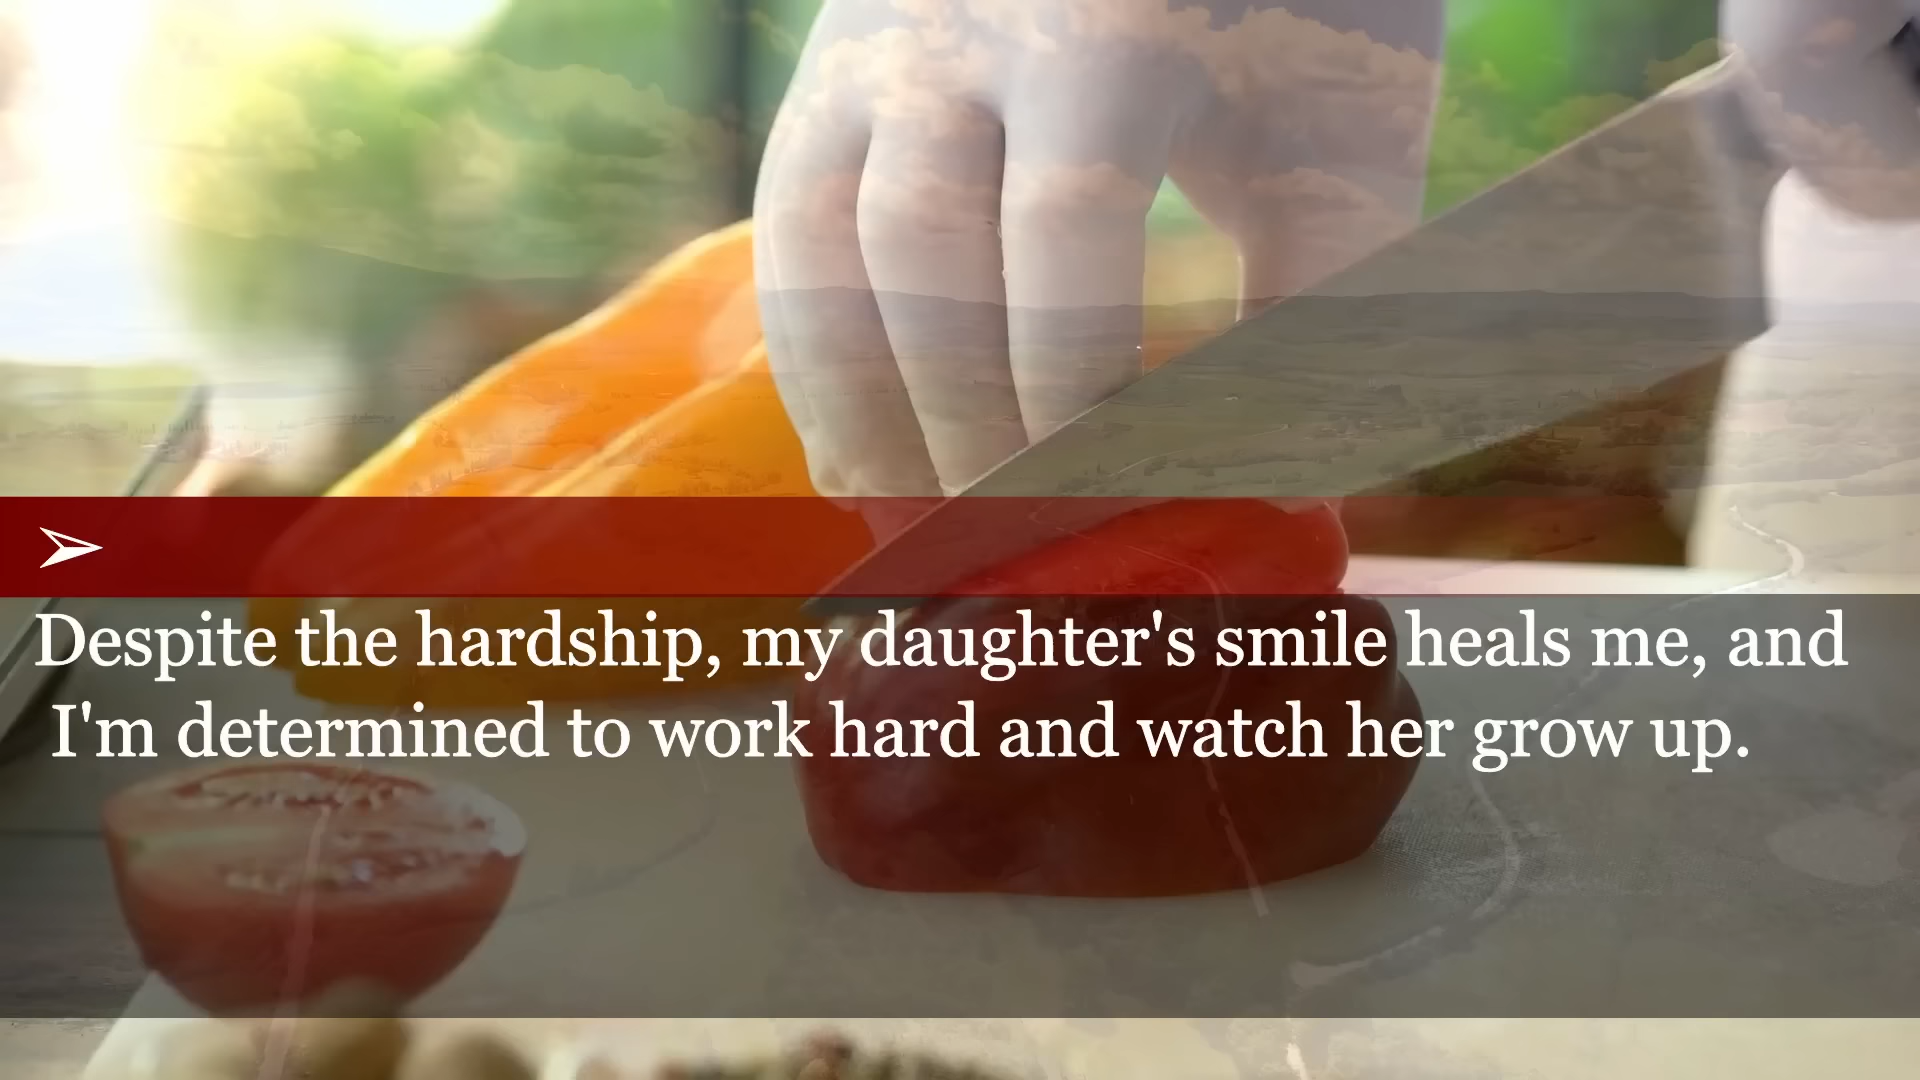 Despite the hardship, my daughter's smile heals me, and
I'm determined to work hard and watch her grow up.